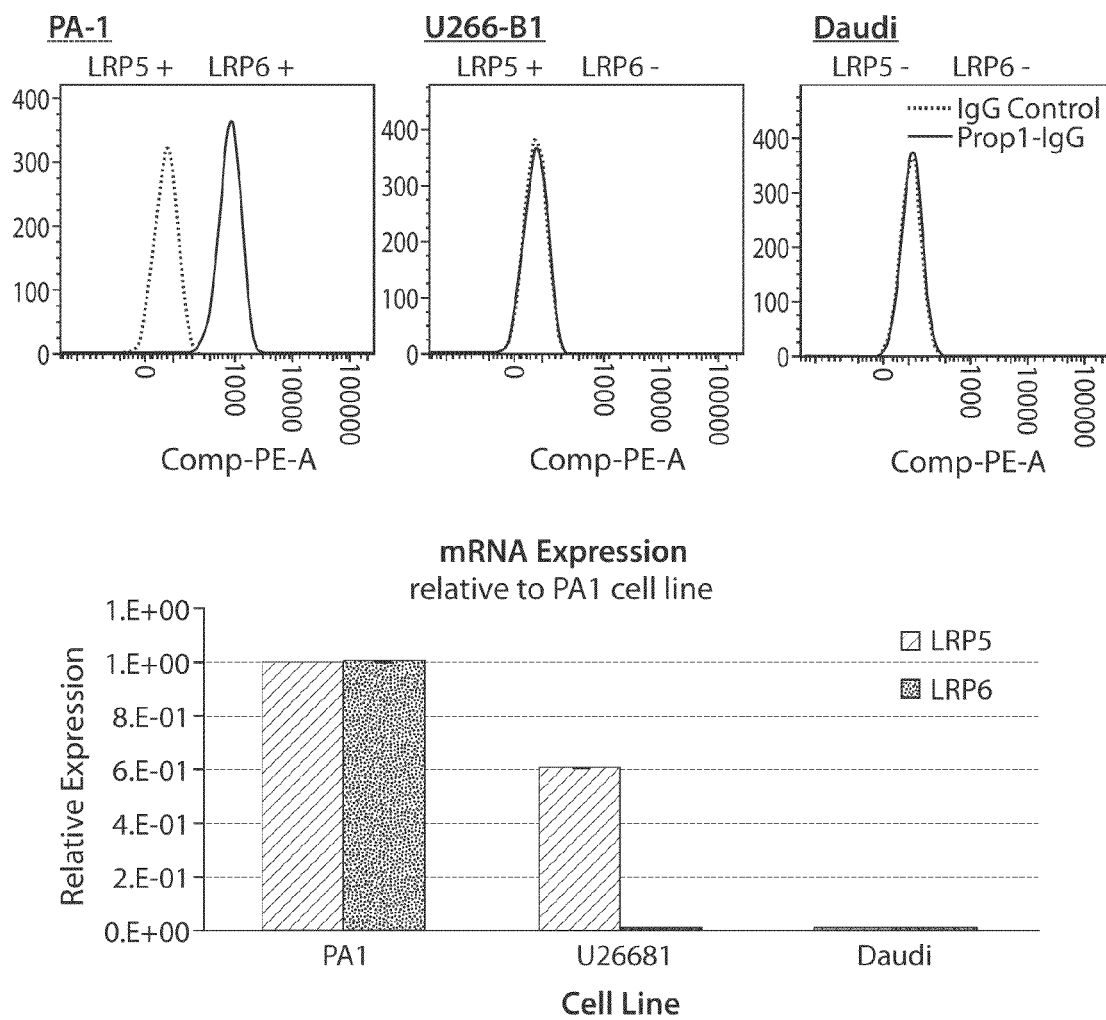 PA-1
LRP5 + LRP6 +
400
300
200
100
0
0
1000
10000
100000
Comp-PE-A
U266-B1
LRP5 + LRP6 -
400
300
200
100
0
0
1000
10000
100000
Comp-PE-A
Daudi
LRP5 - LRP6 -
IgG Control
Prop1-IgG
400
300
200
100
0
0
1000
10000
100000
Comp-PE-A
mRNA Expression
relative to PA1 cell line
Relative Expression
1.E+00
1.E+00
8.E-01
6.E-01
4.E-01
2.E-01
0.E+00
LRP5
LRP6
PA1 U26681 Daudi
Cell Line